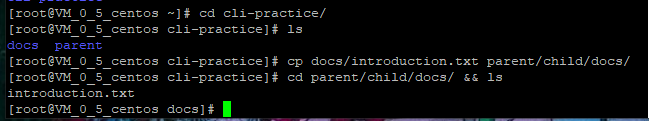 [root@VM_0_5_centos ~]# cd cli-practice/
[root@VM_0_5_centos cli-practice]# ls
docs  parent
[root@VM_0_5_centos cli-practice]# cp docs/introduction.txt parent/child/docs/
[root@VM_0_5_centos cli-practice]# cd parent/child/docs/ && ls
introduction.txt
[root@VM_0_5_centos docs]#